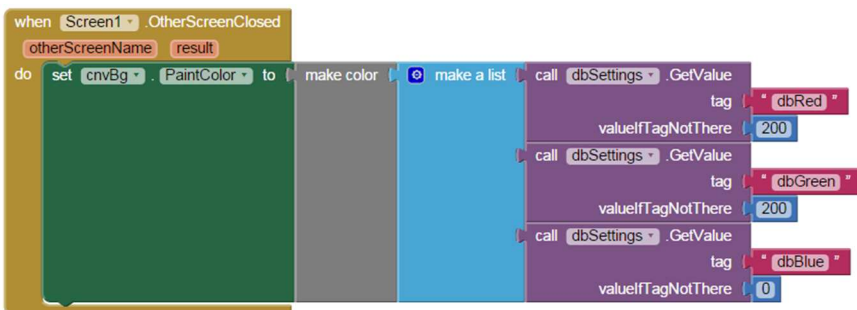 when Screen1 .OtherScreenClosed
otherScreenName result
do set cnvBg . PaintColor to make color make a list call dbSettings .GetValue
tag " dbRed "
valueIfTagNotThere 200
call dbSettings .GetValue
tag " dbGreen "
valueIfTagNotThere 200
call dbSettings .GetValue
tag " dbBlue "
valueIfTagNotThere 0